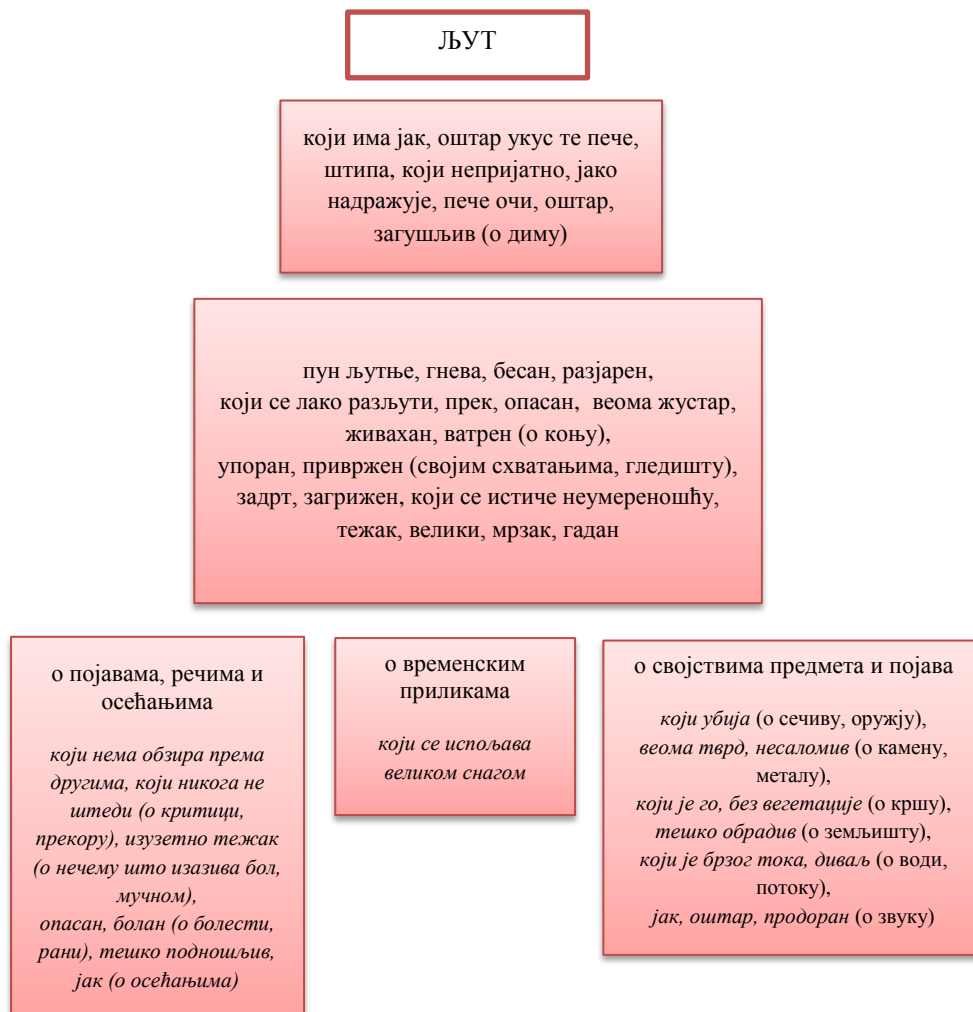 ЉУТ
који има јак, оштар укус те пече,
штипа, који непријатно, јако
надражује, пече очи, оштар,
загушљив (о диму)
пун љутње, гнева, бесан, разјарен,
који се лако разљути, прек, опасан, веома жустар,
живахан, ватрен (о коњу),
упоран, привржен (својим схватањима, гледишту),
задрт, загрижен, који се истиче неумереношћу,
тежак, велики, мрзак, гадан
о појавама, речима и
осећањима
који нема обзира према
другима, који никога не
штеди (о критици,
прекору), изузетно тежак
(о нечему што изазива бол,
мучном),
опасан, болан (о болести,
рани), тешко подношљив,
јак (о осећањима)
о временским
приликама
који се испољава
великом снагом
о својствима предмета и појава
који убија (о сечиву, оружју),
веома тврд, несаломив (о камену,
металу),
који је го, без вегетације (о кршу),
тешко обрадив (о земљишту),
који је брзог тока, дивљ (о води,
потоку),
јак, оштар, продоран (о звуку)